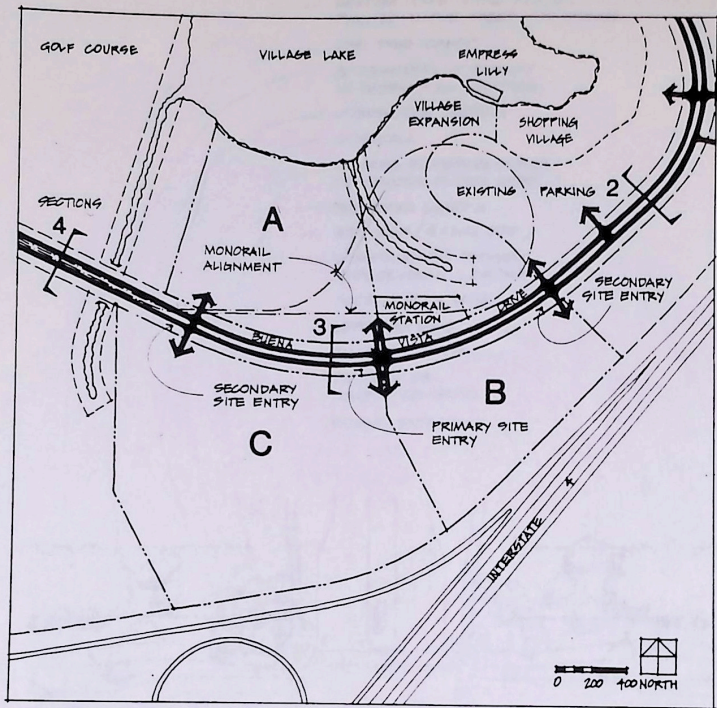 GOLF COURSE
VILLAGE LAKE
EMPRESS
LILLY
VILLAGE
EXPANSION
SHOPPING
VILLAGE
SECTIONS
4
A
EXISTING PARKING
2
MONORAIL
ALIGNMENT
SECONDARY
SITE ENTRY
MONORAIL
STATION
3
BUENA VISTA DRIVE
SECONDARY
SITE ENTRY
B
PRIMARY SITE
ENTRY
C
INTERSTATE 4
0 200 400 NORTH